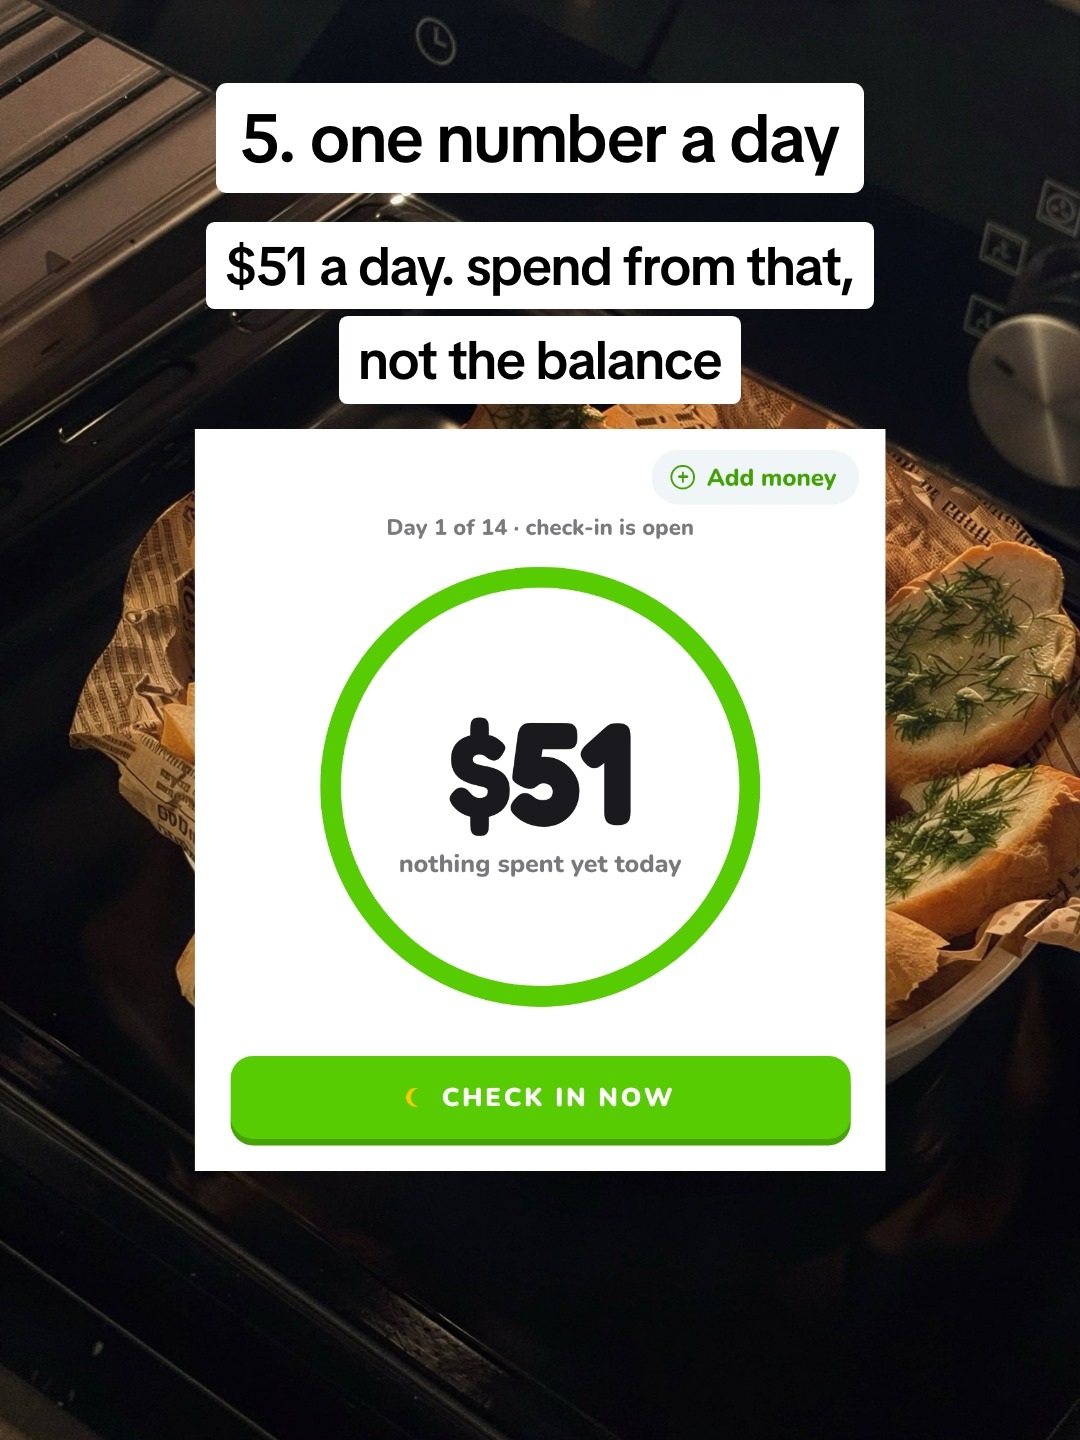 5. one number a day
$51 a day. spend from that,
not the balance
Add money
Day 1 of 14 · check-in is open
$51
nothing spent yet today
CHECK IN NOW